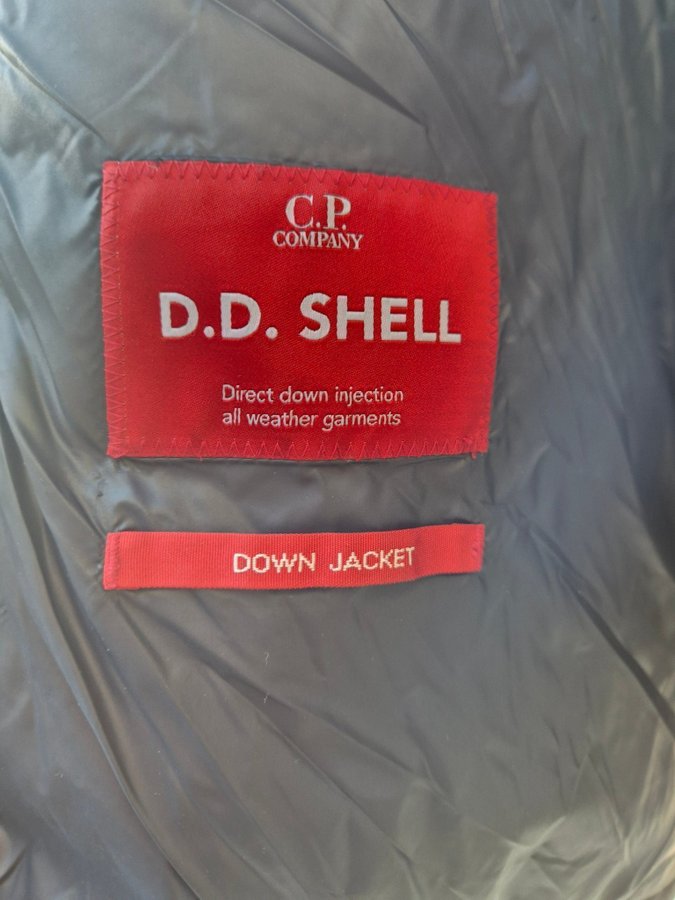 C.P.
COMPANY
D.D. SHELL
Direct down injection
all weather garments
DOWN JACKET